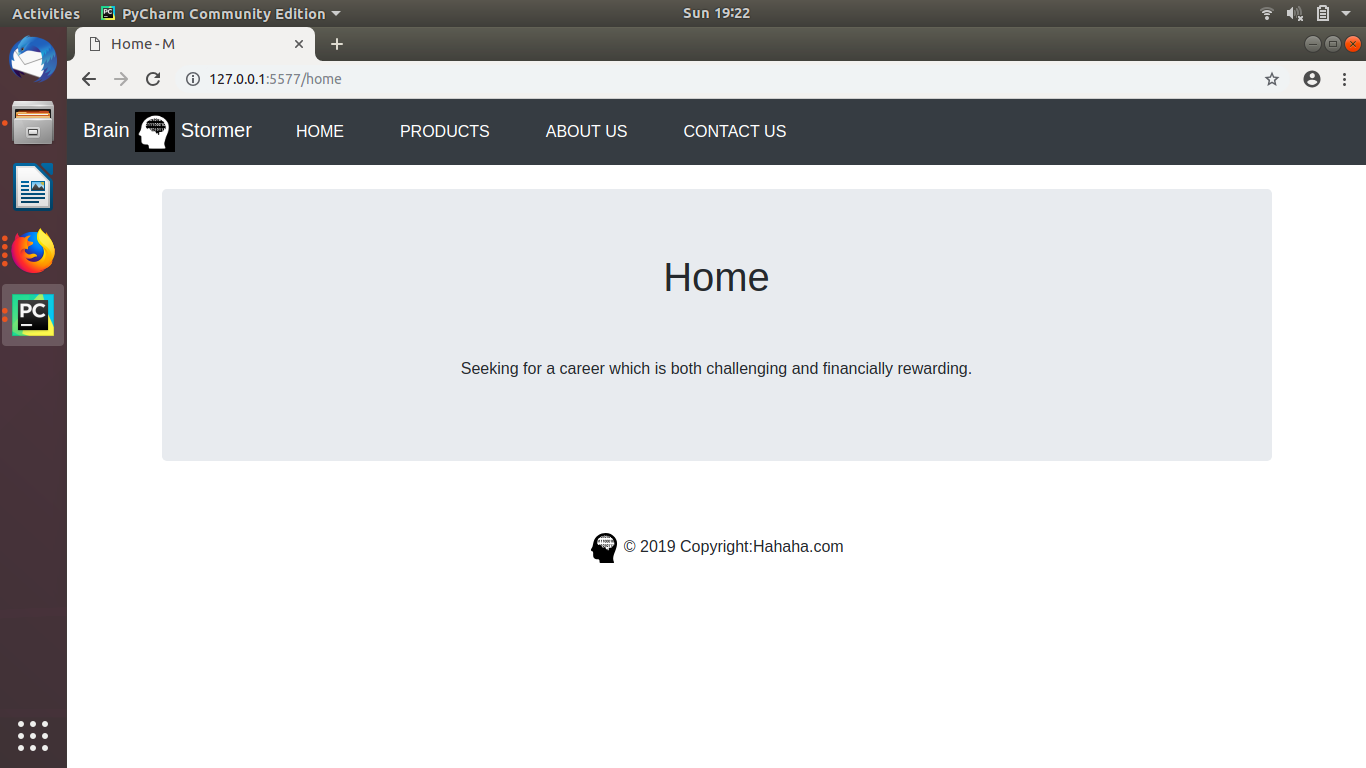 Activities PyCharm Community Edition Sun 19:22
Home - M
127.0.0.1:5577/home
Brain Stormer HOME PRODUCTS ABOUT US CONTACT US
Home
Seeking for a career which is both challenging and financially rewarding.
PC
© 2019 Copyright:Hahaha.com